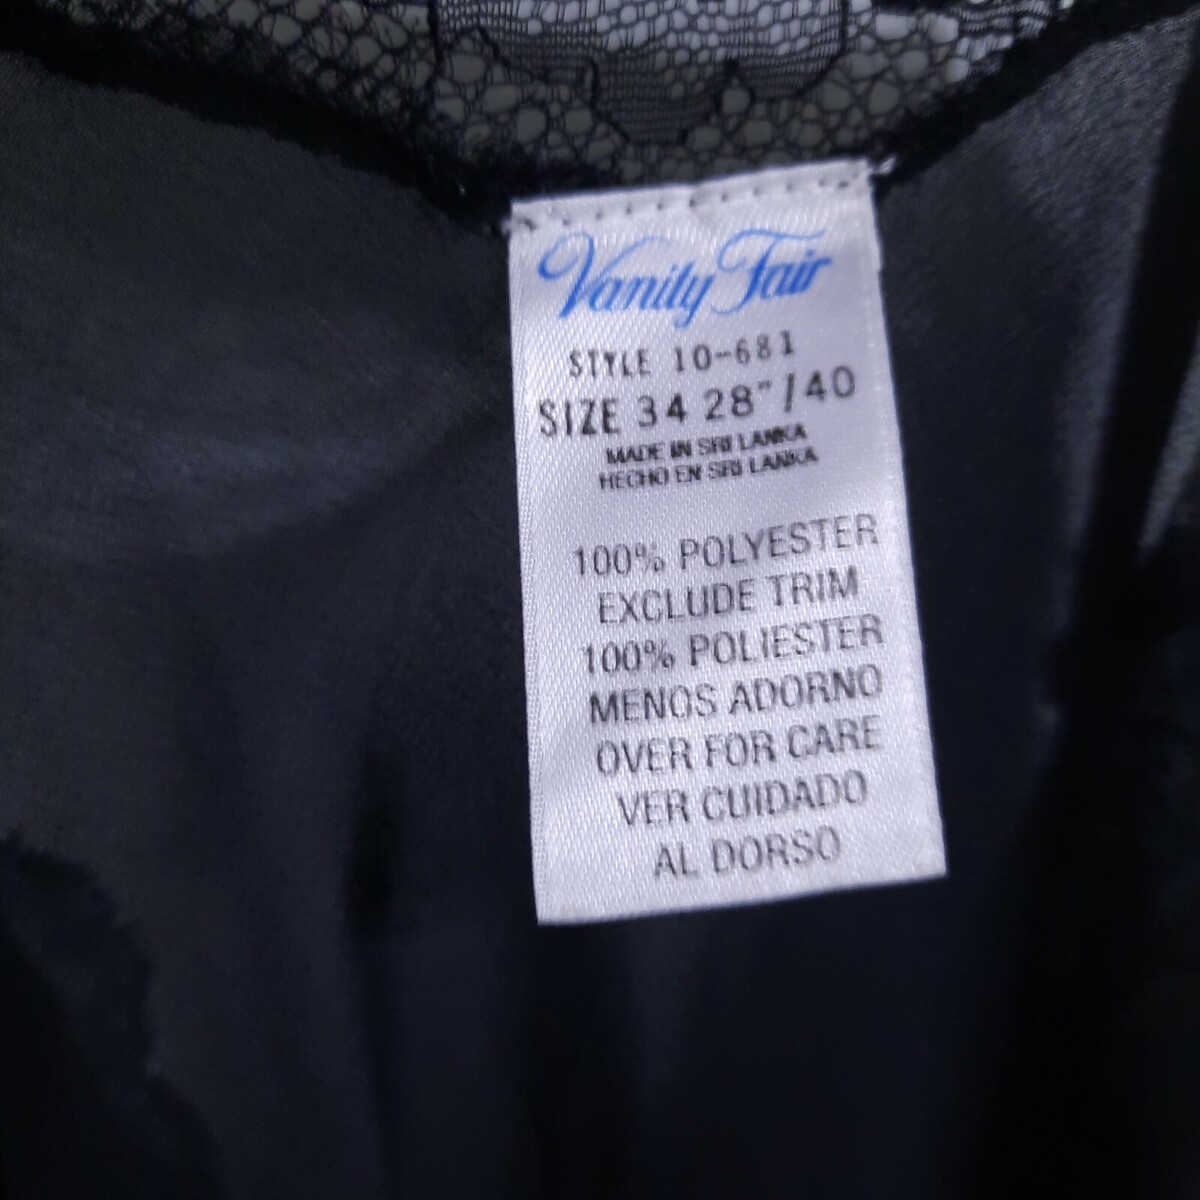 Vanity Fair
STYLE 10-681
SIZE 34 28"/40
MADE IN SRI LANKA
HECHO EN SRI LANKA
100% POLYESTER
EXCLUDE TRIM
100% POLIESTER
MENOS ADORNO
OVER FOR CARE
VER CUIDADO
AL DORSO